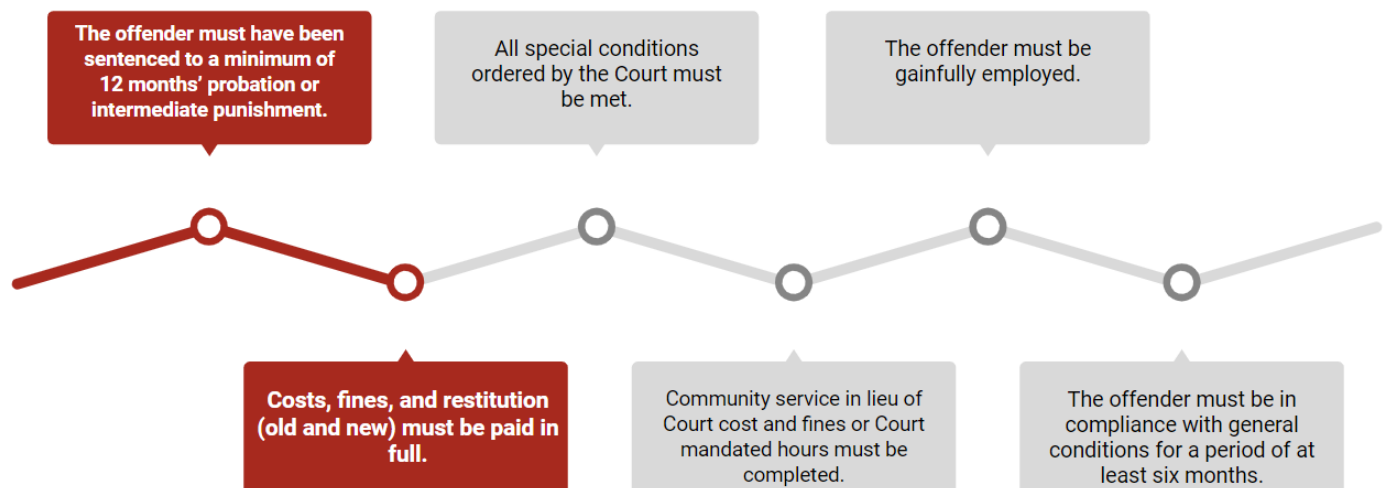 The offender must have been
sentenced to a minimum of
12 months’ probation or
intermediate punishment.
Costs, fines, and restitution
(old and new) must be paid in
full.
All special conditions
ordered by the Court must
be met.
Community service in lieu of
Court cost and fines or Court
mandated hours must be
completed.
The offender must be
gainfully employed.
The offender must be in
compliance with general
conditions for a period of at
least six months.